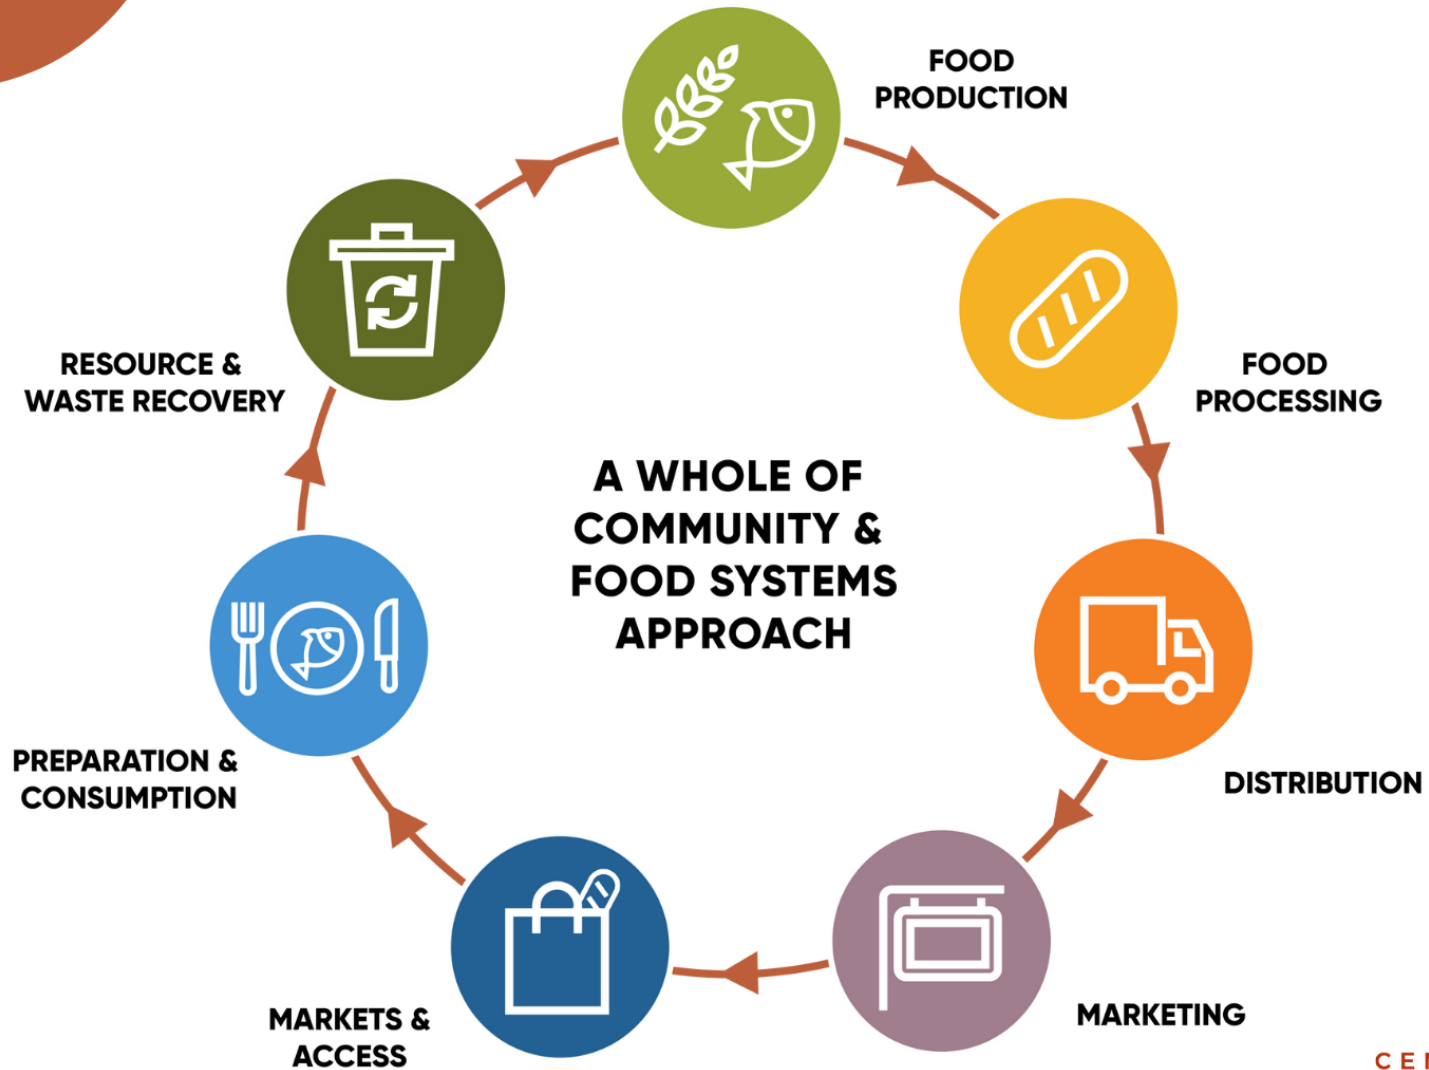 FOOD
PRODUCTION
FOOD
PROCESSING
RESOURCE &
WASTE RECOVERY
A WHOLE OF
COMMUNITY &
FOOD SYSTEMS
APPROACH
PREPARATION &
CONSUMPTION
DISTRIBUTION
MARKETS &
ACCESS
MARKETING